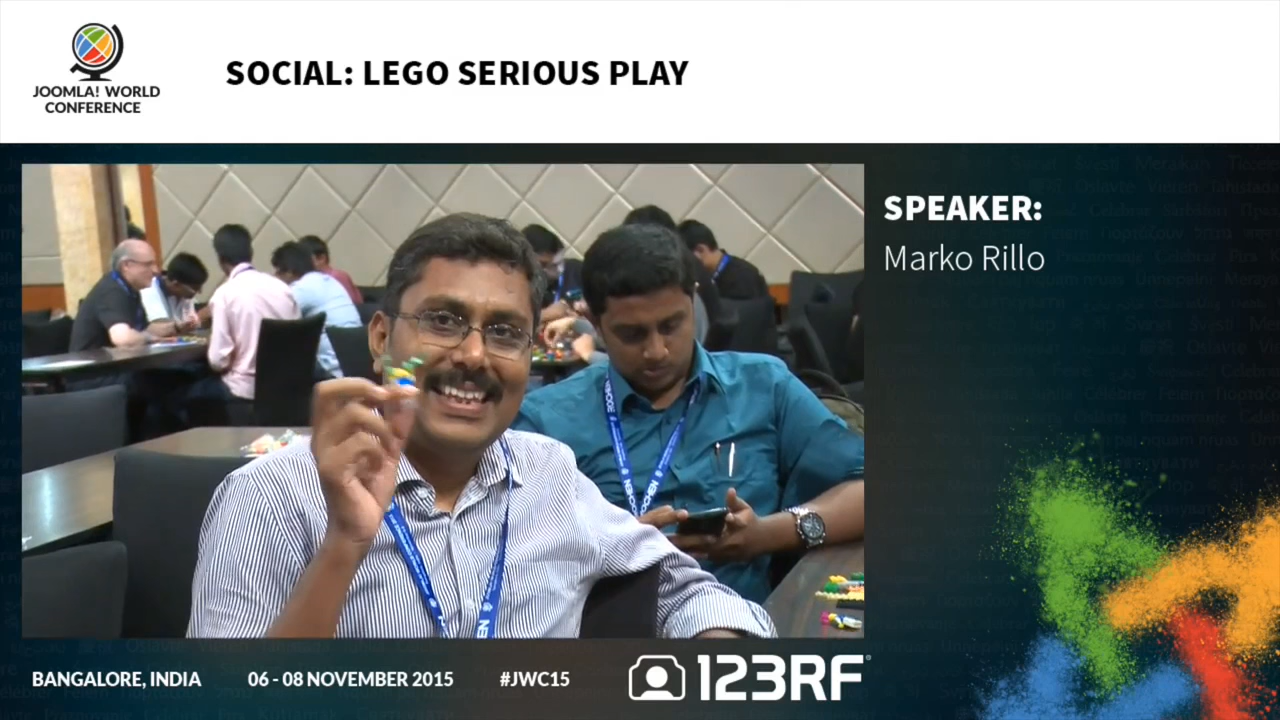 JOOMLA! WORLD
CONFERENCE
SOCIAL: LEGO SERIOUS PLAY
SPEAKER:
Marko Rillo
BANGALORE, INDIA
06 - 08 NOVEMBER 2015
#JWC15
123RF